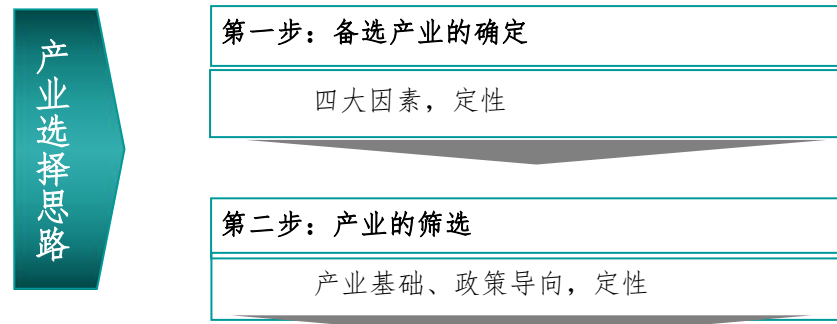 产业选择思路
第一步：备选产业的确定
四大因素，定性
第二步：产业的筛选
产业基础、政策导向，定性